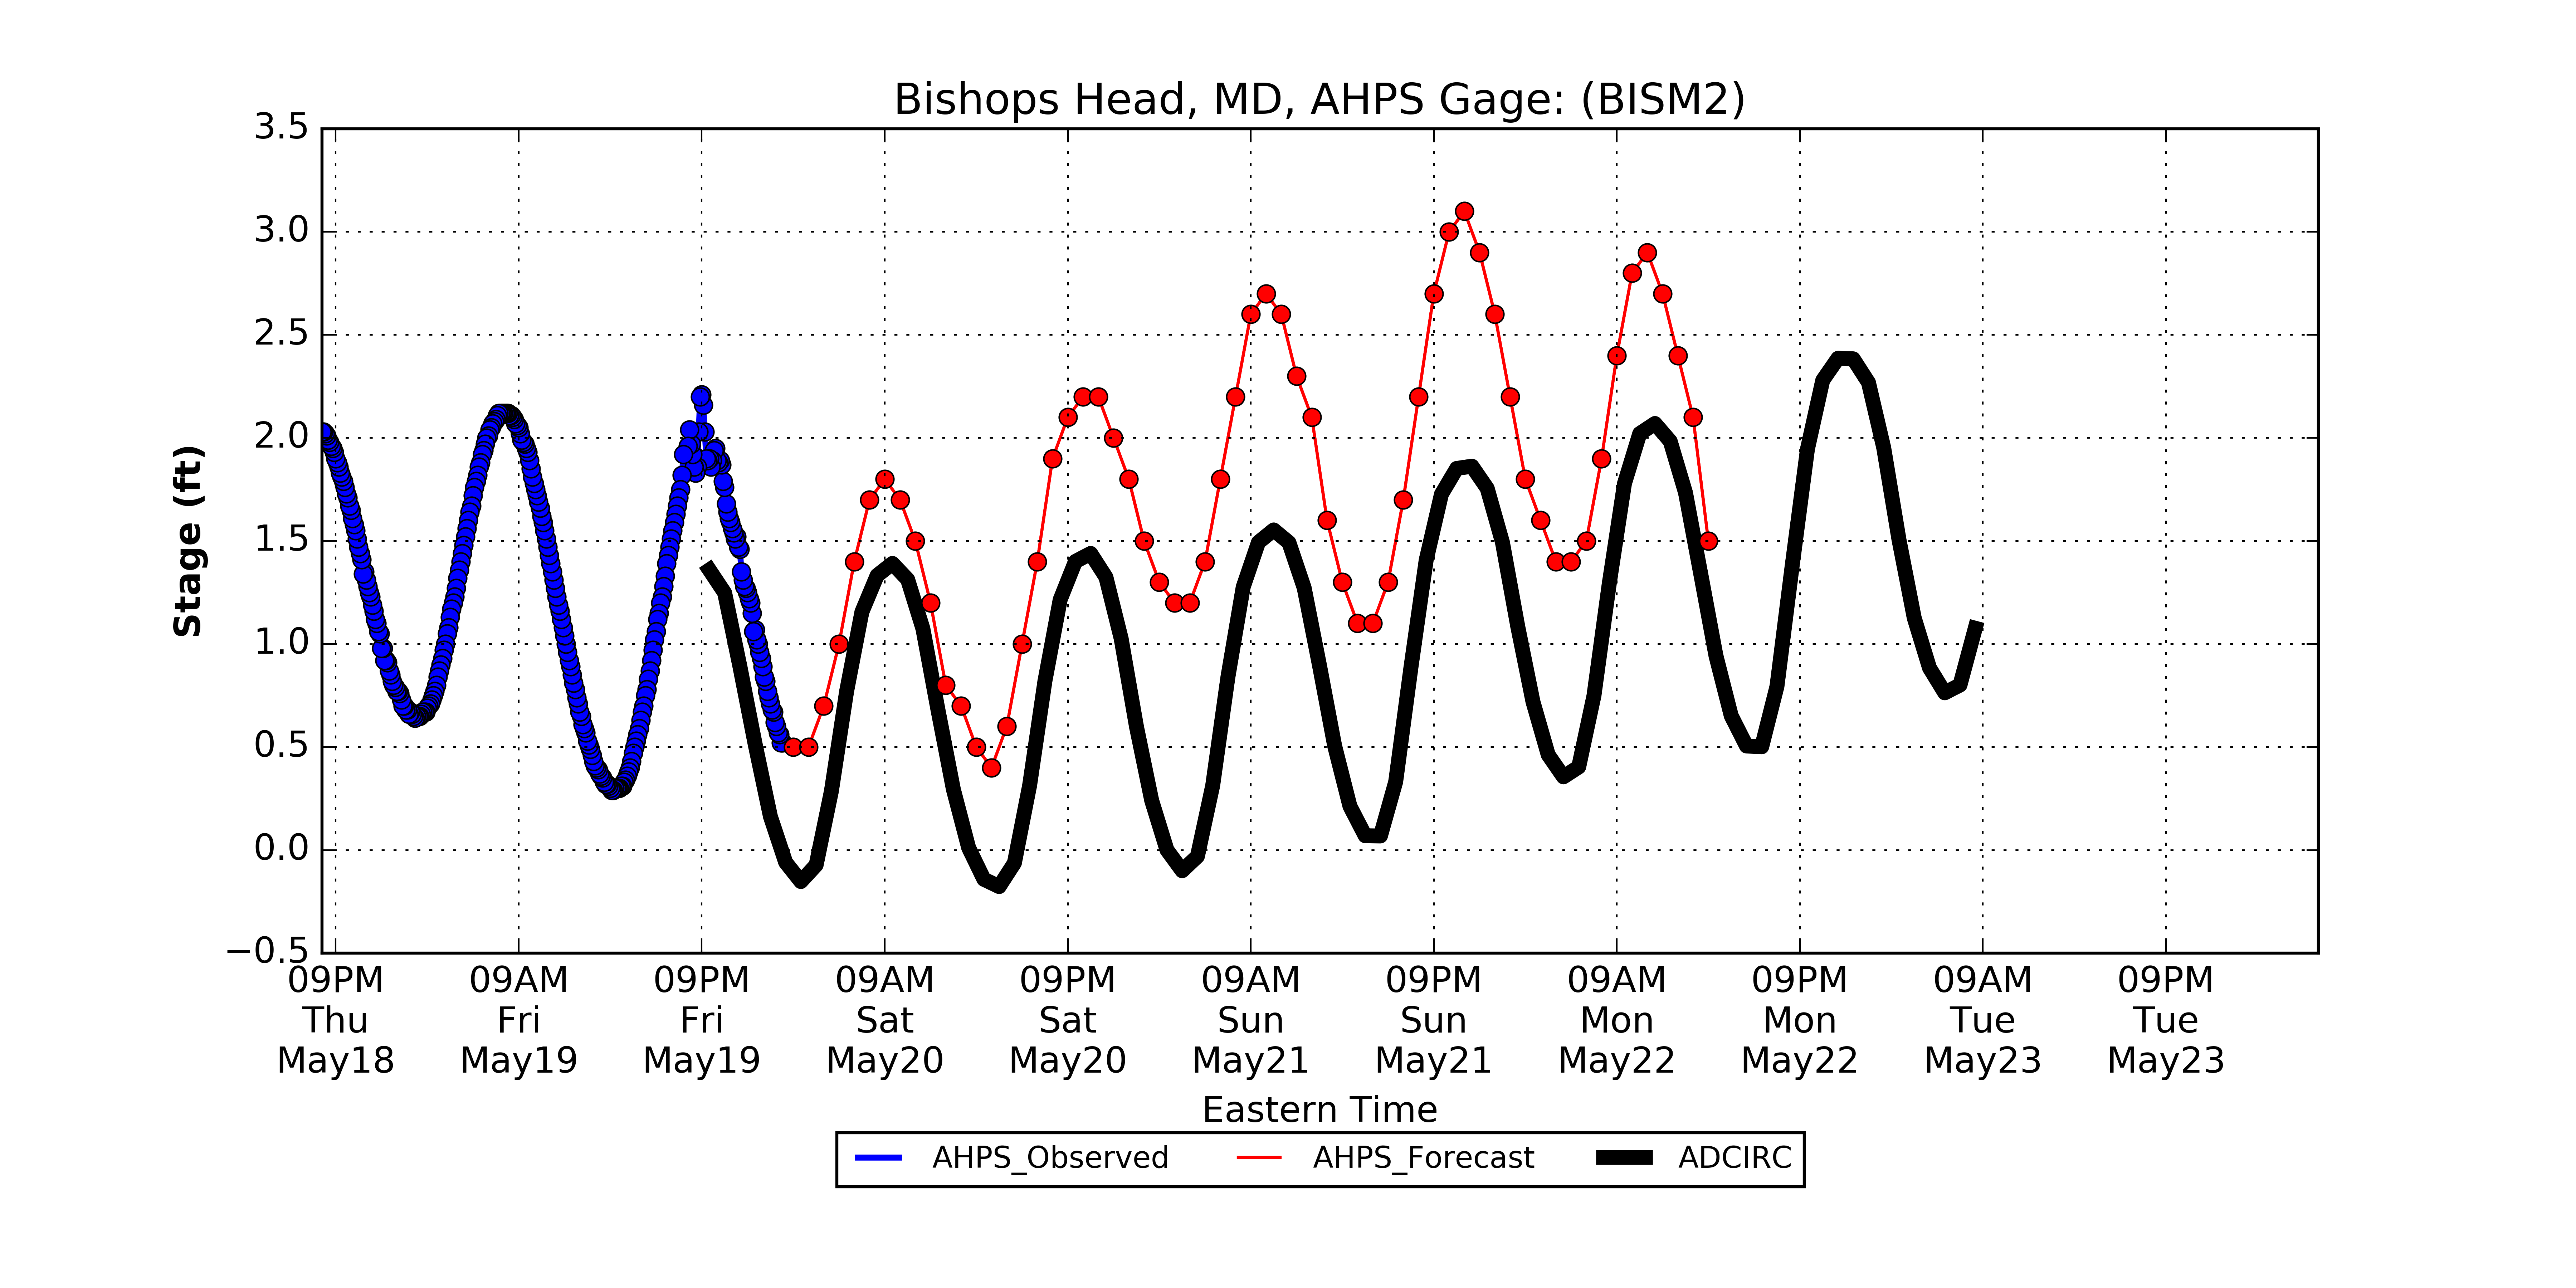 Bishops Head, MD, AHPS Gage: (BISM2)
3.5
3.0
2.5
2.0
1.5
1.0
0.5
0.0
−0.5
Stage (ft)
09PM 09AM 09PM 09AM 09PM 09AM 09PM 09AM 09PM 09AM 09PM
Thu Fri Fri Sat Sat Sun Sun Mon Mon Tue Tue
May18 May19 May19 May20 May20 May21 May21 May22 May22 May23 May23
Eastern Time
AHPS_Observed AHPS_Forecast ADCIRC